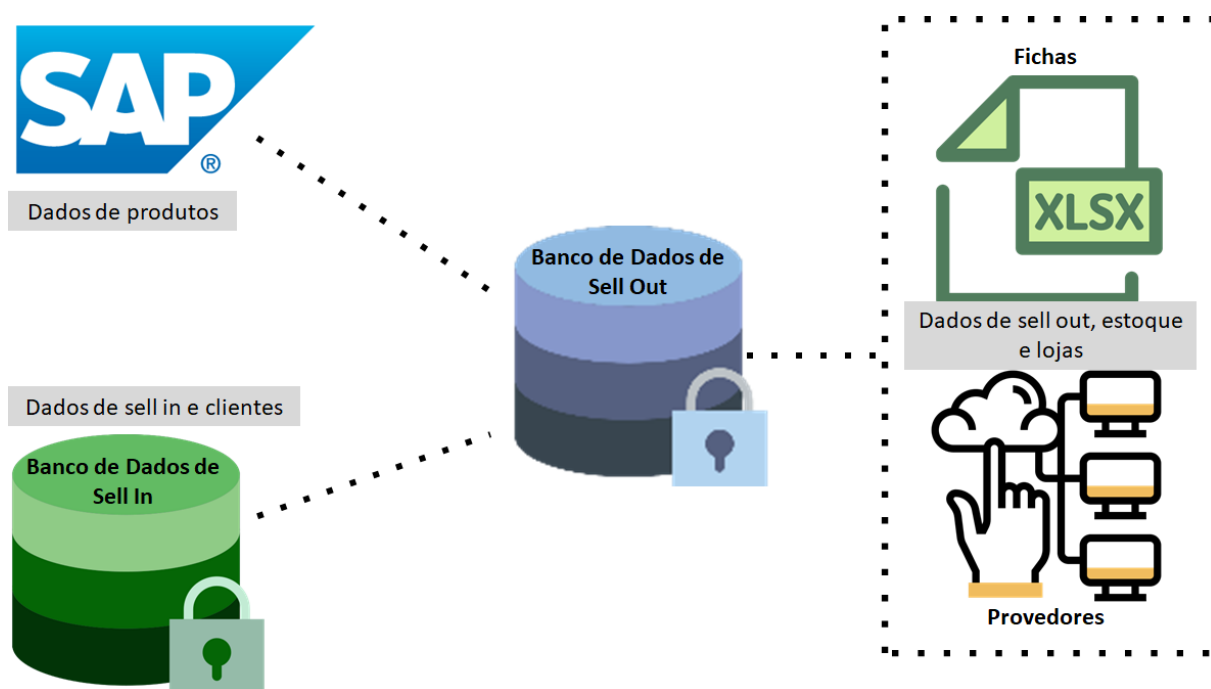 SAP
®
Dados de produtos
Dados de sell in e clientes
Banco de Dados de
Sell In
Banco de Dados de
Sell Out
Fichas
XLSX
Dados de sell out, estoque
e lojas
Provedores